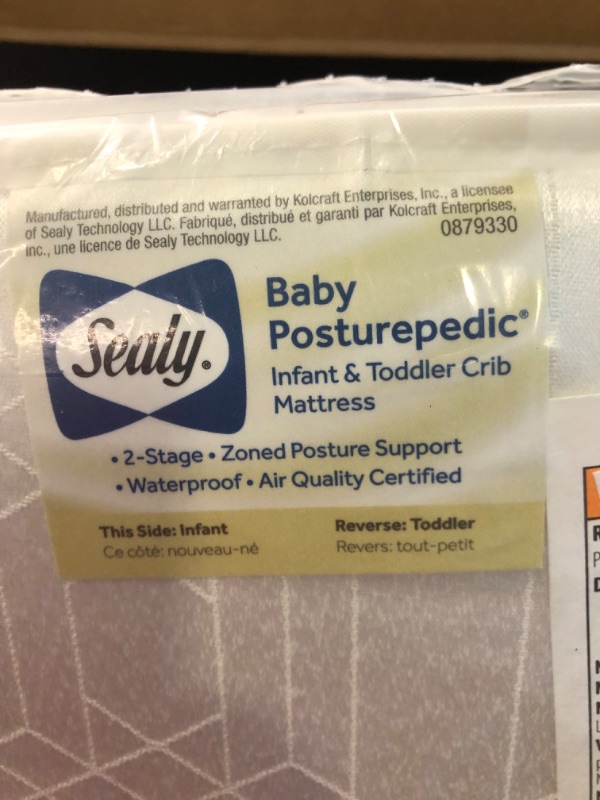 Manufactured, distributed and warranted by Kolcraft Enterprises, Inc., a licensee
of Sealy Technology LLC. Fabriqué, distribué et garanti par Kolcraft Enterprises,
inc., une licence de Sealy Technology LLC.
0879330
Sealy®
Baby
Posturepedic®
Infant & Toddler Crib
Mattress
• 2-Stage • Zoned Posture Support
• Waterproof • Air Quality Certified
This Side: Infant
Ce côté: nouveau-né
Reverse: Toddler
Revers: tout-petit